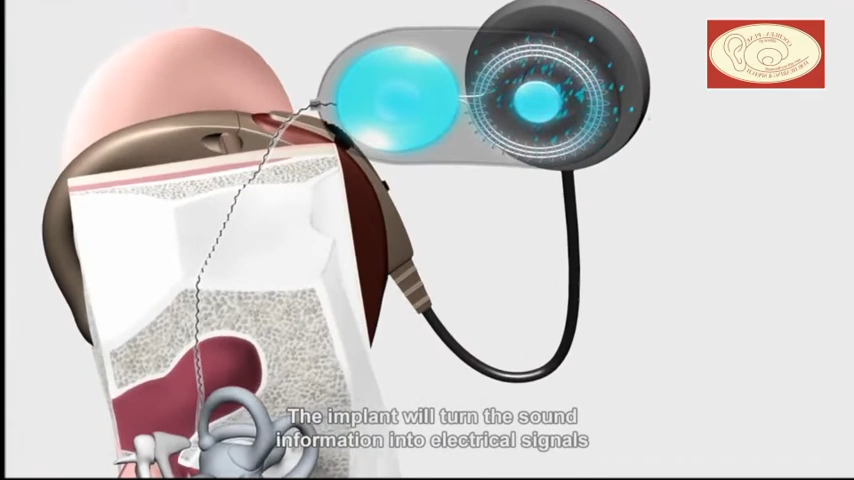 The implant will turn the sound
information into electrical signals